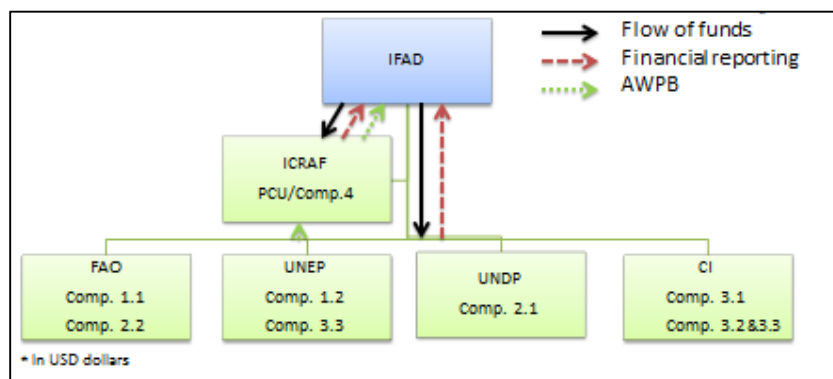 Flow of funds
Financial reporting
AWPB
IFAD
ICRAF
PCU/Comp.4
FAO
Comp. 1.1
Comp. 2.2
UNEP
Comp. 1.2
Comp. 3.3
UNDP
Comp. 2.1
CI
Comp. 3.1
Comp. 3.2&3.3
* In USD dollars